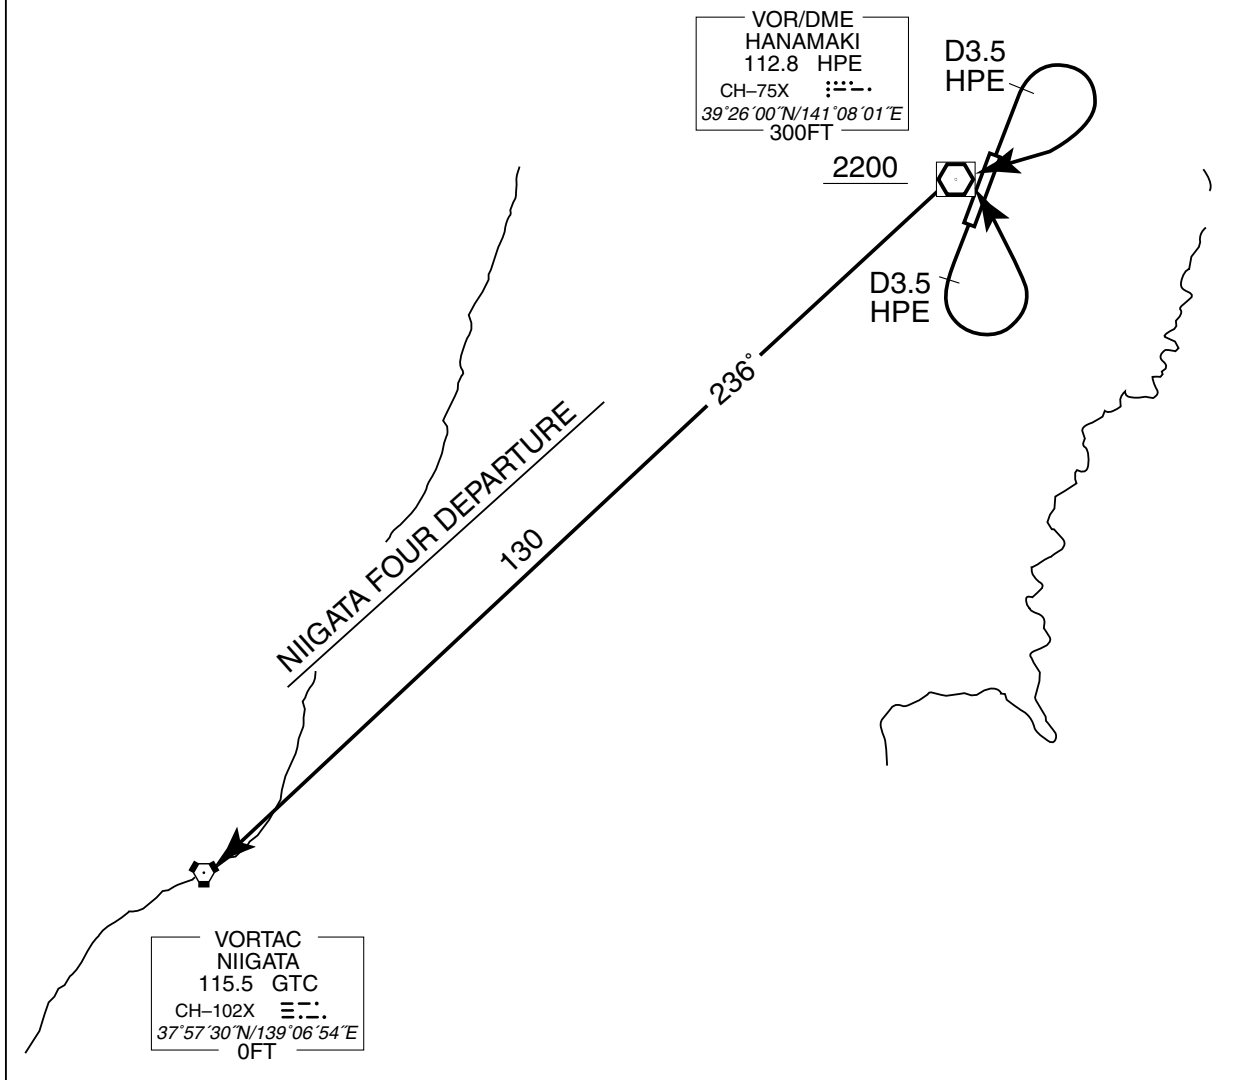 VOR/DME
HANAMAKI
112.8 HPE
CH–75X
39°26´00˝N/141°08´01˝E
300FT
D3.5
HPE
2200
D3.5
HPE
236°
NIIGATA FOUR DEPARTURE
130
VORTAC
NIIGATA
115.5 GTC
CH–102X
37°57´30˝N/139°06´54˝E
0FT